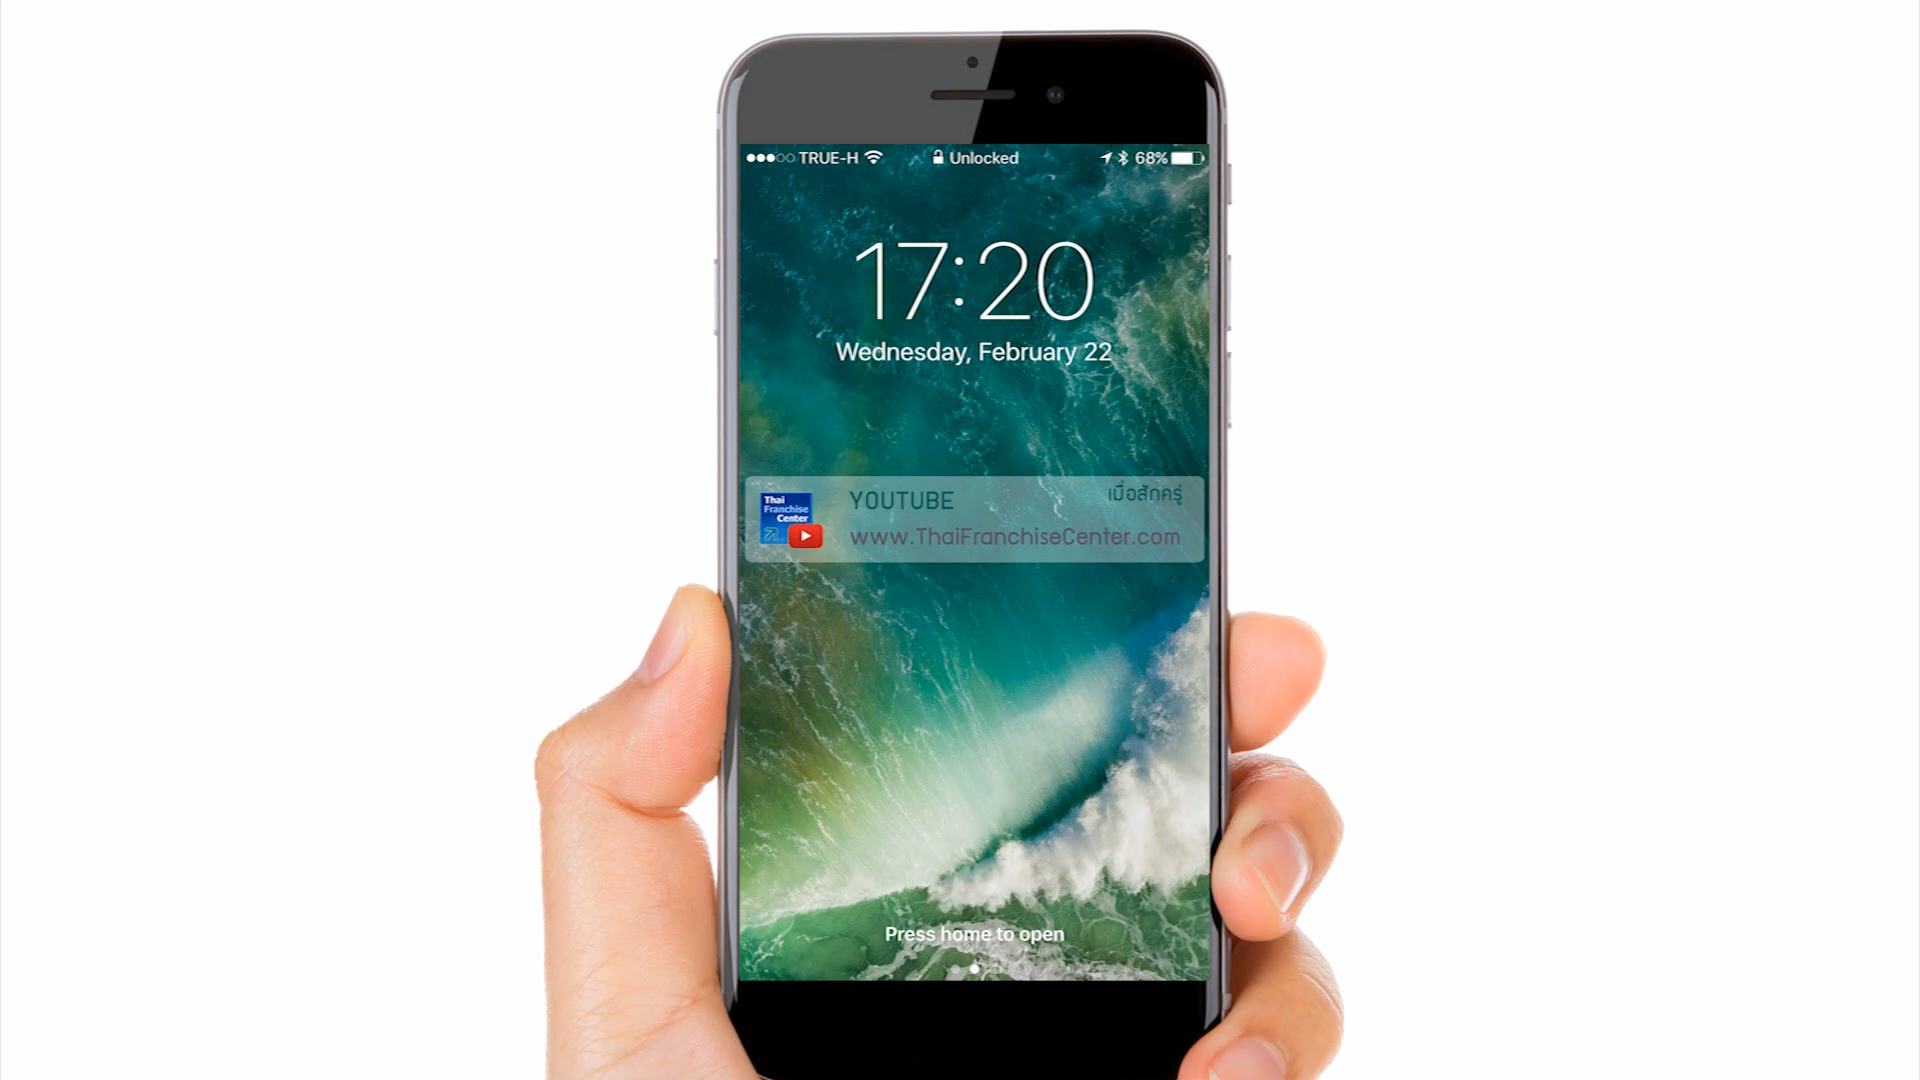 TRUE-H Unlocked 68%
17:20
Wednesday, February 22
Thai
Franchise
Center
YOUTUBE เมื่อสักครู่
www.ThaiFranchiseCenter.com
Press home to open